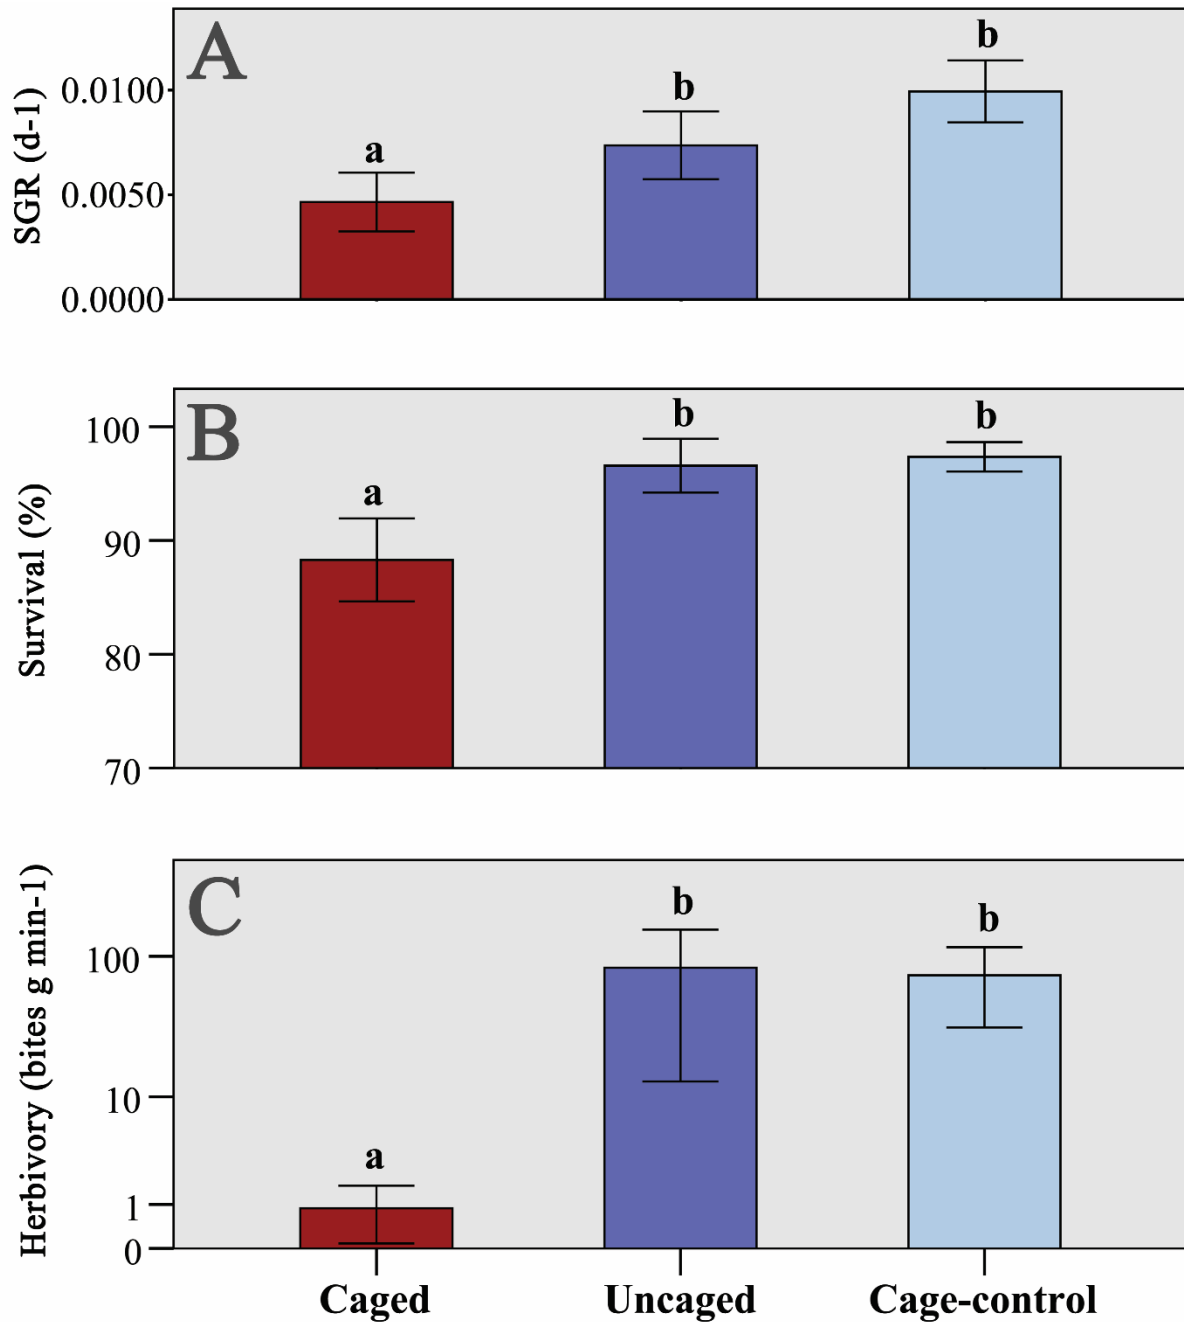 A
SGR (d-1)
0.0100
0.0050
0.0000
a
b
b
B
Survival (%)
100
90
80
70
a
b
b
C
Herbivory (bites g min-1)
100
10
1
0
a
b
b
Caged
Uncaged
Cage-control